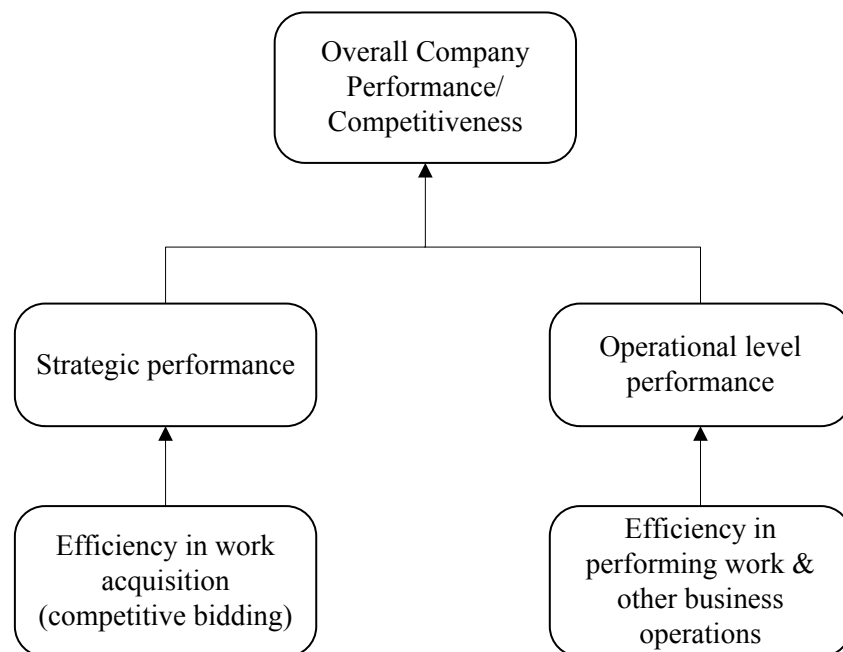 Overall Company
Performance/
Competitiveness
Strategic performance
Operational level
performance
Efficiency in work
acquisition
(competitive bidding)
Efficiency in
performing work &
other business
operations